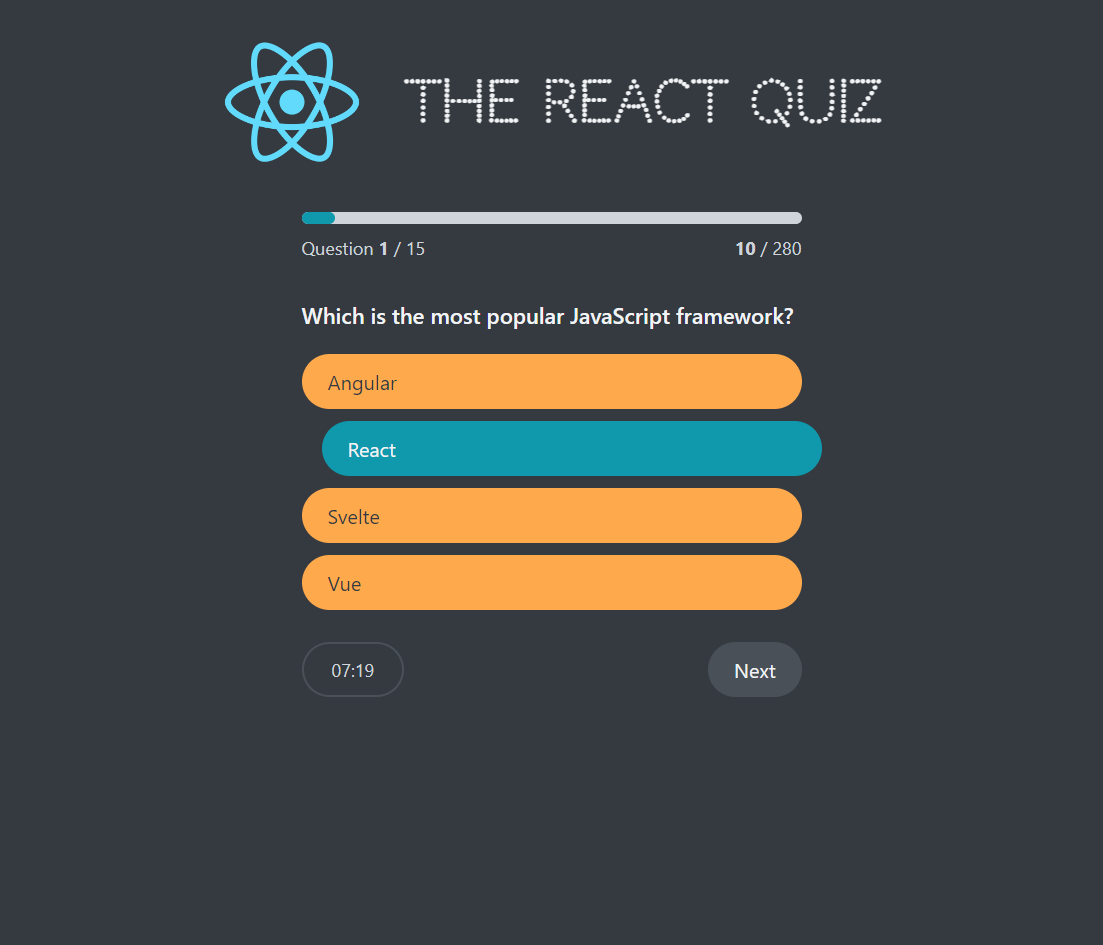 THE REACT QUIZ
Question 1 / 15
10 / 280
Which is the most popular JavaScript framework?
Angular
React
Svelte
Vue
07:19
Next